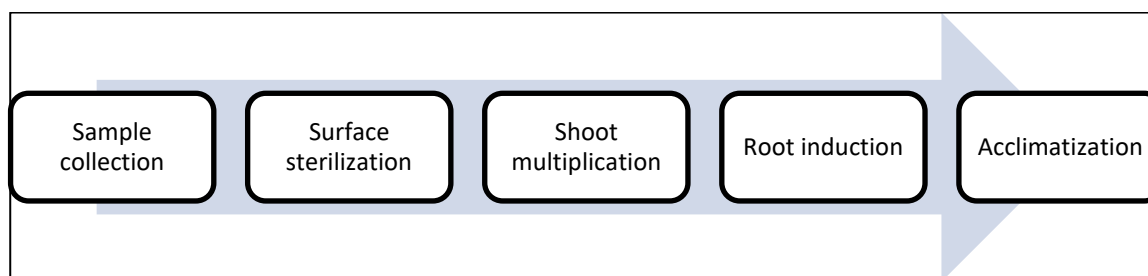 Sample
collection
Surface
sterilization
Shoot
multiplication
Root induction
Acclimatization